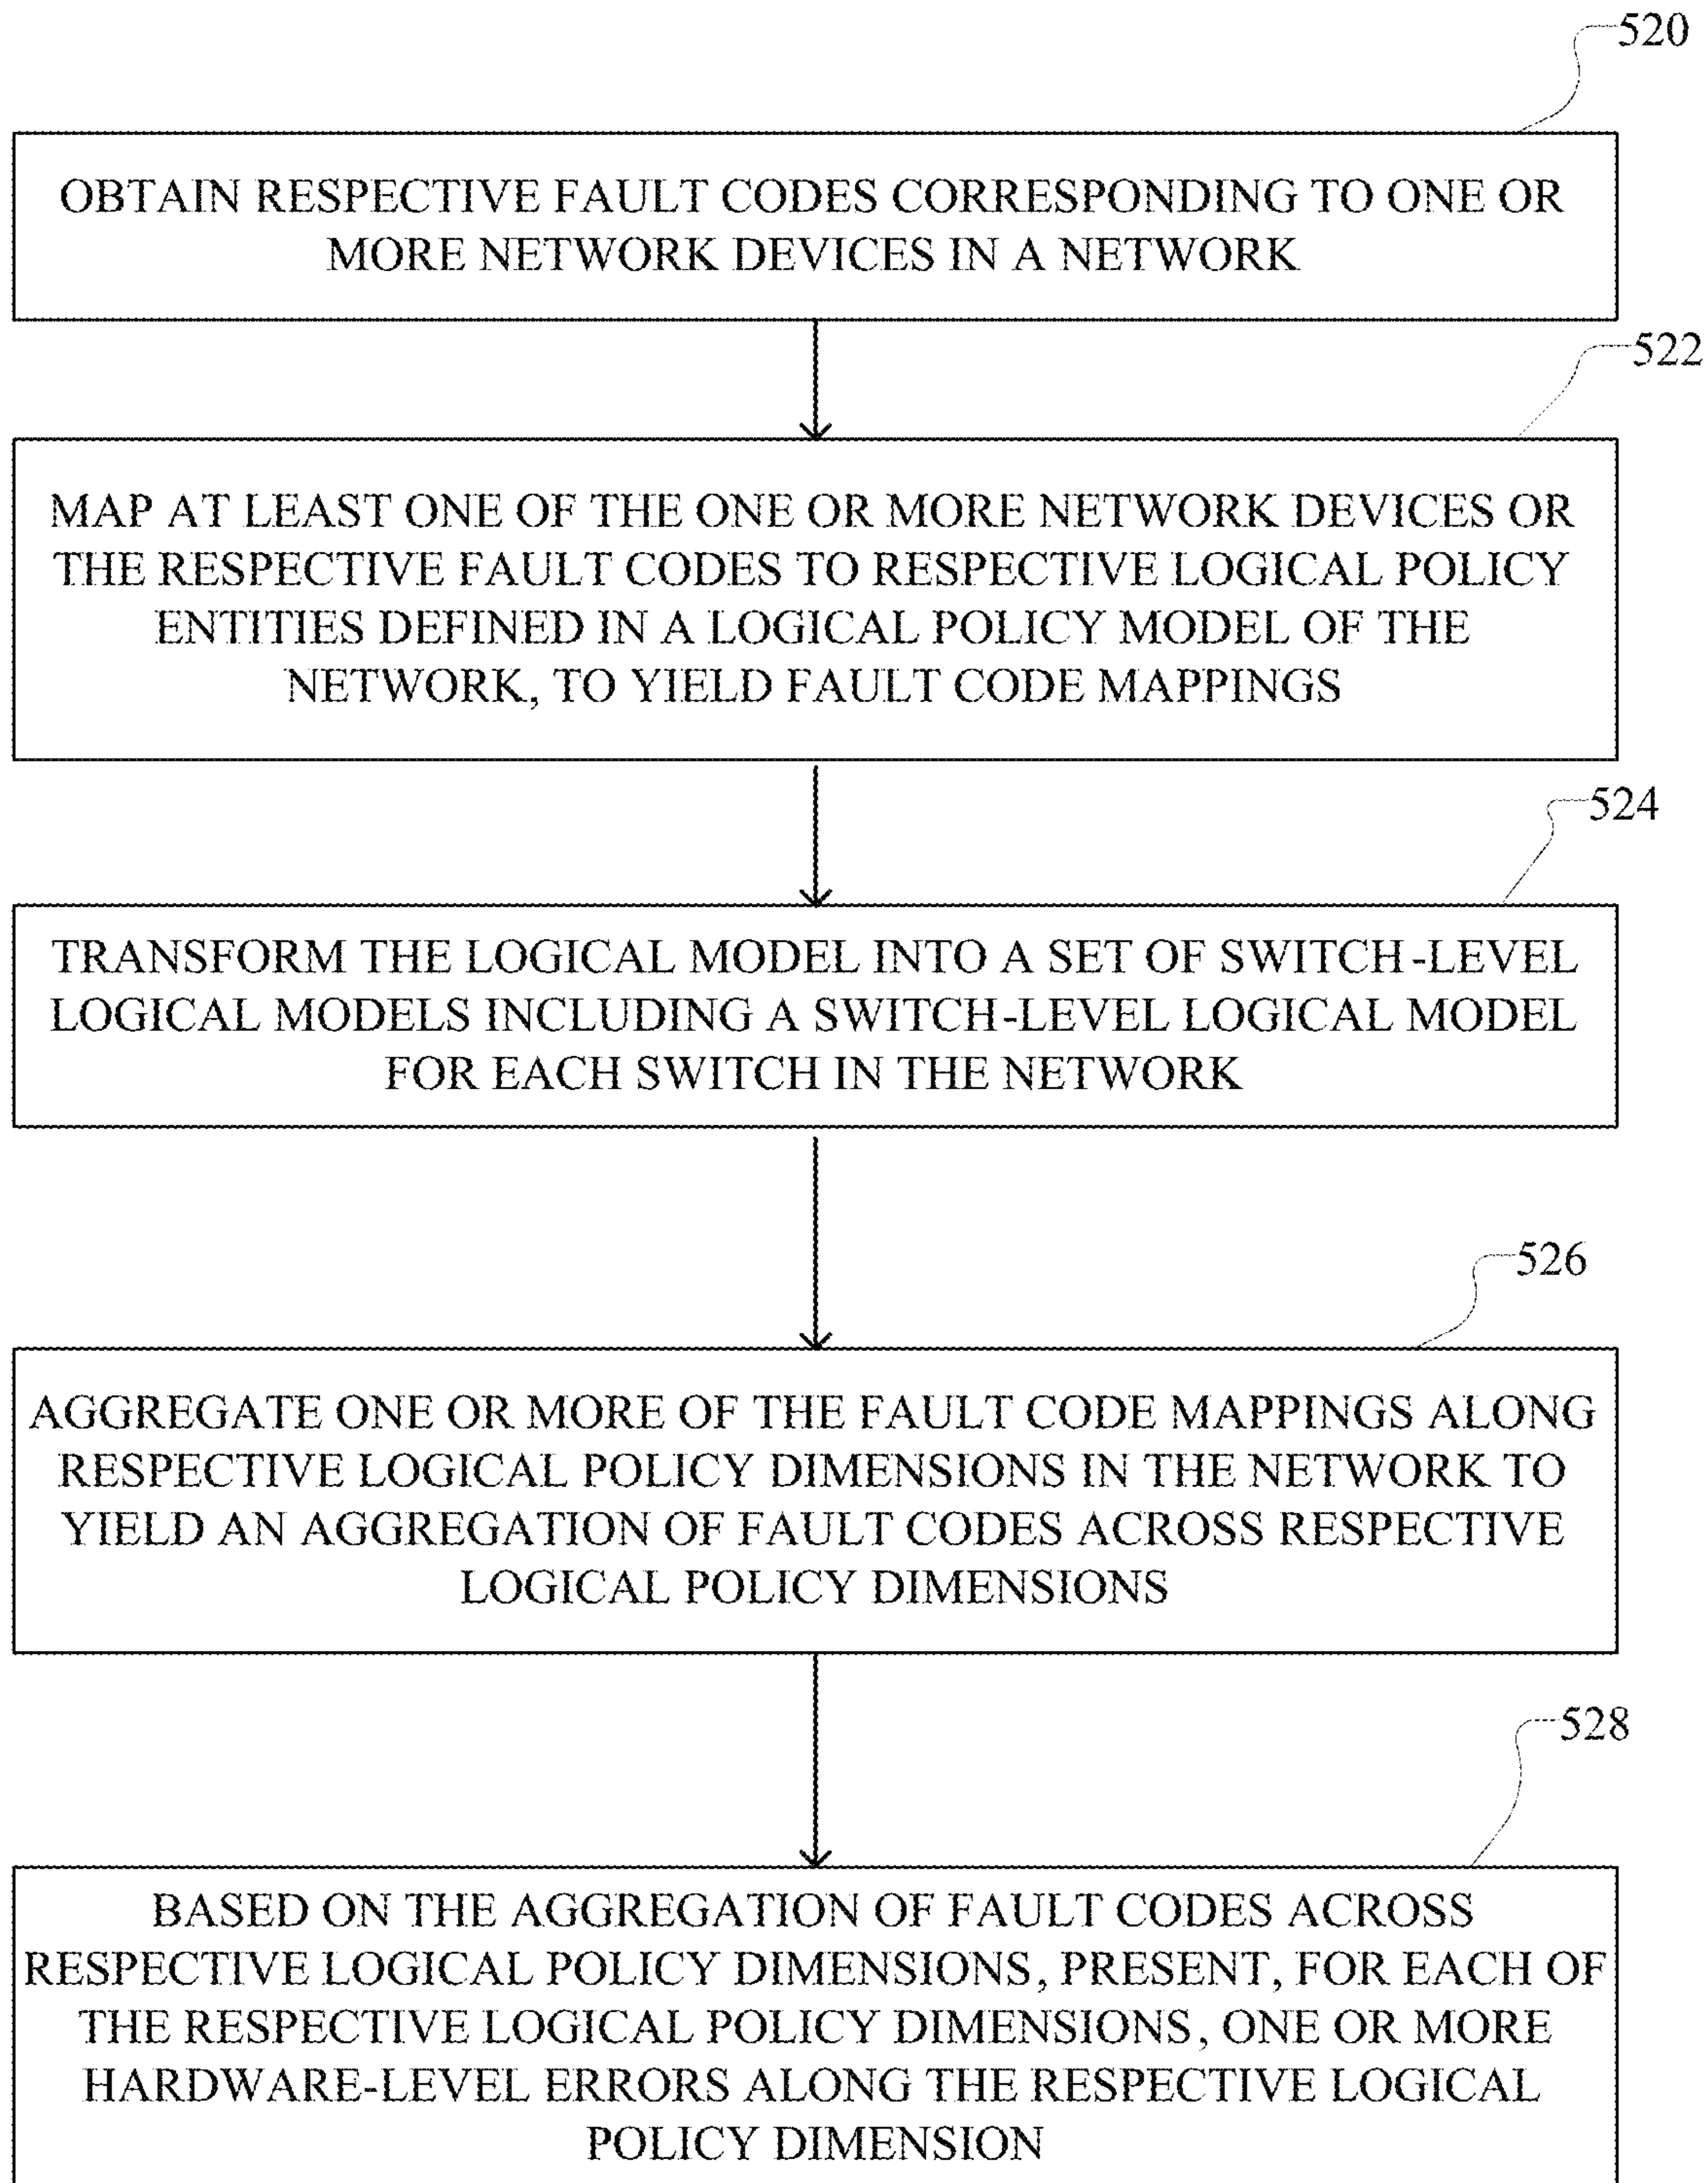 520
OBTAIN RESPECTIVE FAULT CODES CORRESPONDING TO ONE OR
MORE NETWORK DEVICES IN A NETWORK
522
MAP AT LEAST ONE OF THE ONE OR MORE NETWORK DEVICES OR
THE RESPECTIVE FAULT CODES TO RESPECTIVE LOGICAL POLICY
ENTITIES DEFINED IN A LOGICAL POLICY MODEL OF THE
NETWORK, TO YIELD FAULT CODE MAPPINGS
524
TRANSFORM THE LOGICAL MODEL INTO A SET OF SWITCH-LEVEL
LOGICAL MODELS INCLUDING A SWITCH-LEVEL LOGICAL MODEL
FOR EACH SWITCH IN THE NETWORK
526
AGGREGATE ONE OR MORE OF THE FAULT CODE MAPPINGS ALONG
RESPECTIVE LOGICAL POLICY DIMENSIONS IN THE NETWORK TO
YIELD AN AGGREGATION OF FAULT CODES ACROSS RESPECTIVE
LOGICAL POLICY DIMENSIONS
528
BASED ON THE AGGREGATION OF FAULT CODES ACROSS
RESPECTIVE LOGICAL POLICY DIMENSIONS, PRESENT, FOR EACH OF
THE RESPECTIVE LOGICAL POLICY DIMENSIONS, ONE OR MORE
HARDWARE-LEVEL ERRORS ALONG THE RESPECTIVE LOGICAL
POLICY DIMENSION